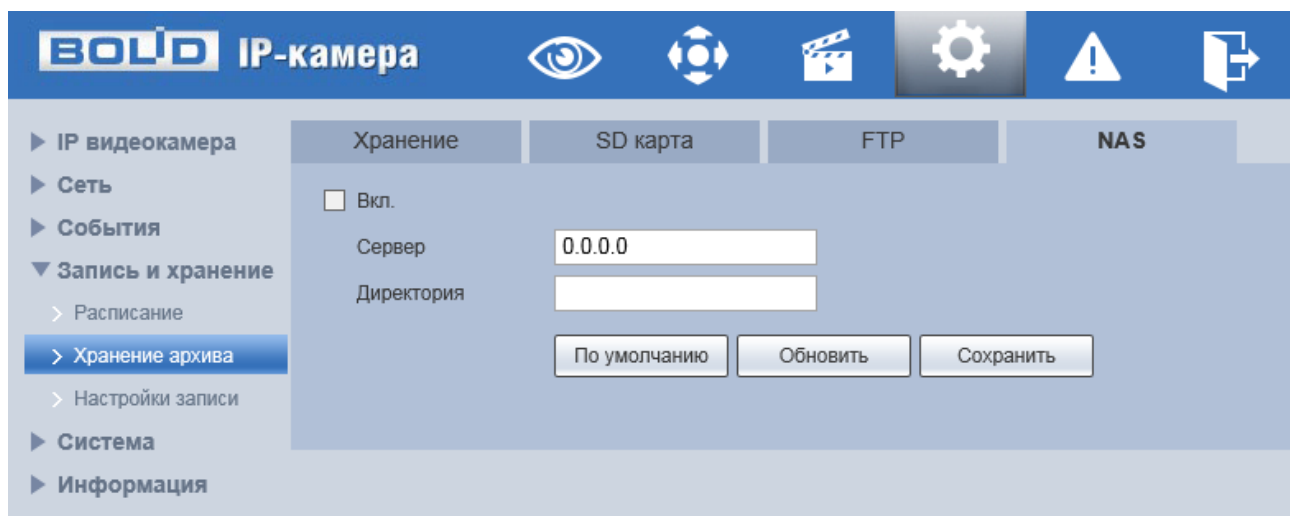 BOLID IP-камера
IP видеокамера
Сеть
События
Запись и хранение
Расписание
Хранение архива
Настройки записи
Система
Информация
Хранение SD карта FTP NAS
Вкл.
Сервер 0.0.0.0
Директория
По умолчанию Обновить Сохранить